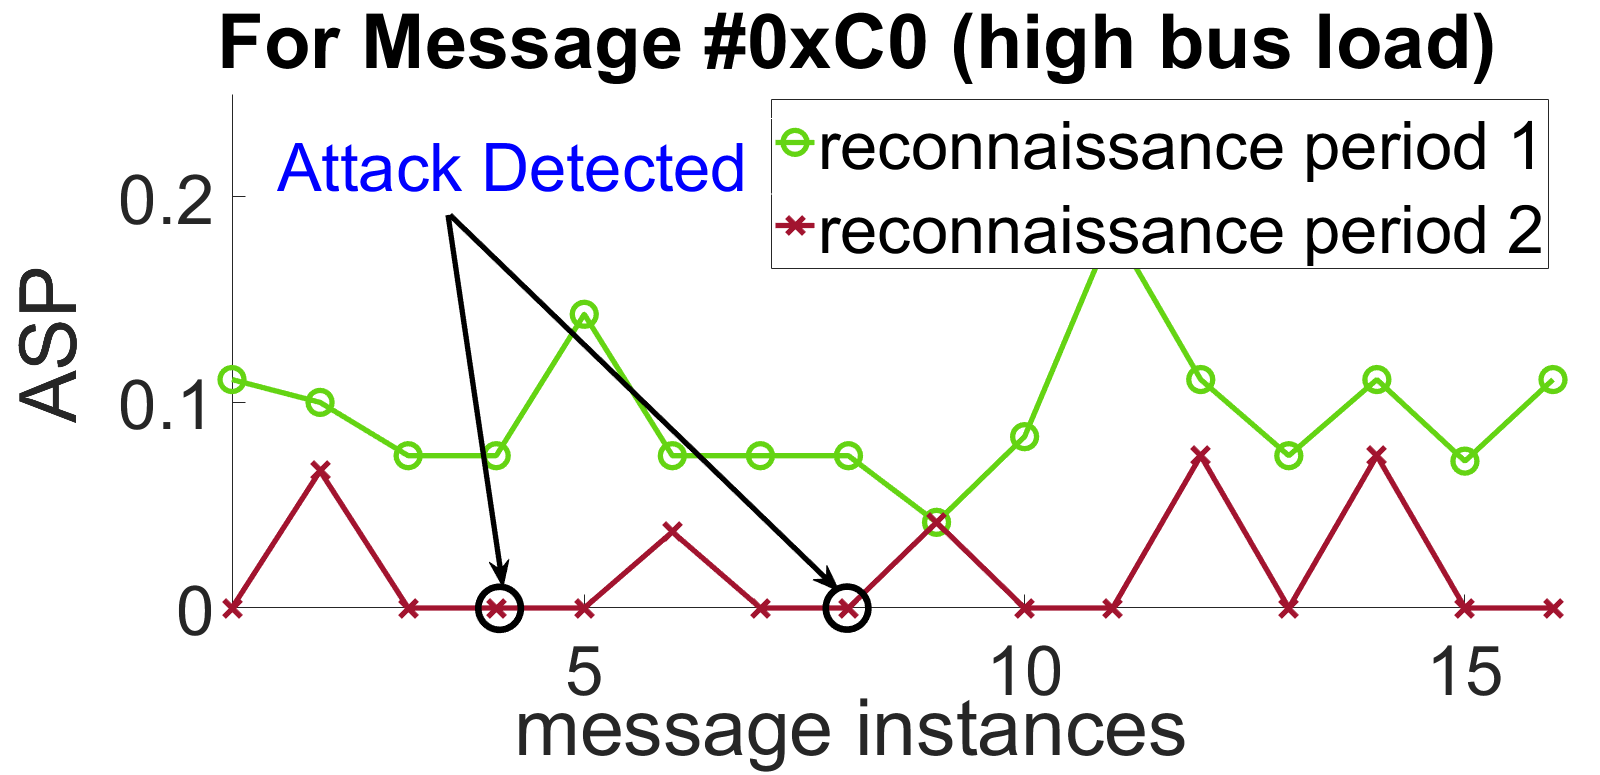 For Message #0xC0 (high bus load)
reconnaissance period 1
reconnaissance period 2
Attack Detected
ASP
0.2
0.1
0
5
10
15
message instances